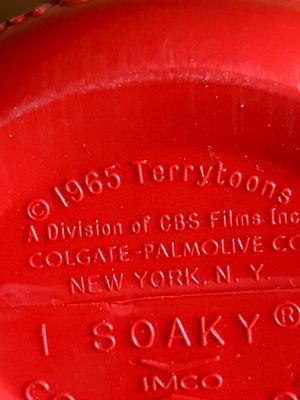 © 1965 Terrytoons
A Division of CBS Films Inc
COLGATE-PALMOLIVE CO
NEW YORK, N. Y.
1 SOAKY®
IMCO